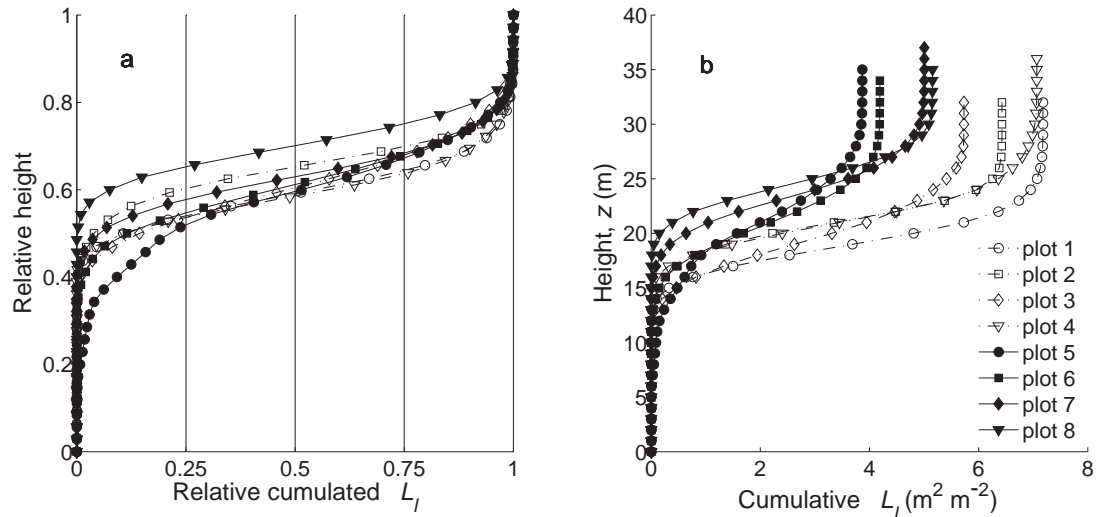 a
1
0.8
0.6
0.4
0.2
0
0 0.25 0.5 0.75 1
Relative height
Relative cumulated L_l
b
40
35
30
25
20
15
10
5
0
0 2 4 6 8
Height, z (m)
Cumulative L_l (m² m⁻²)
plot 1
plot 2
plot 3
plot 4
plot 5
plot 6
plot 7
plot 8